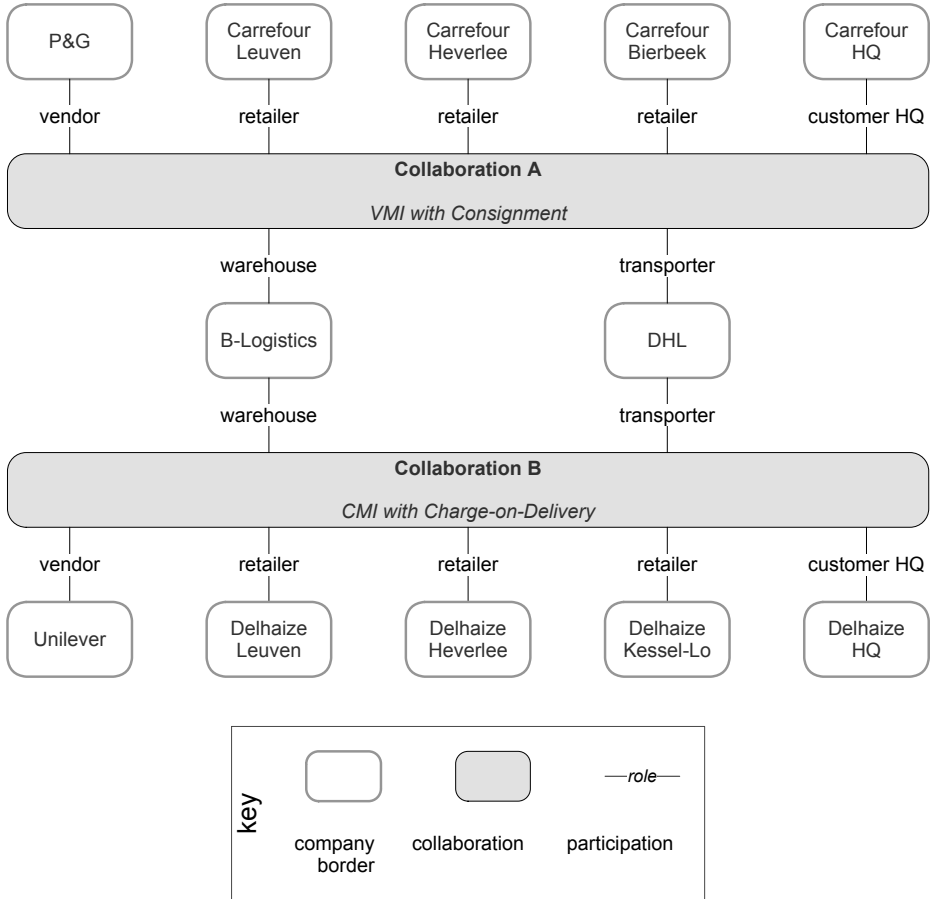 P&G
Carrefour
Leuven
Carrefour
Heverlee
Carrefour
Bierbeek
Carrefour
HQ
vendor
retailer
retailer
retailer
customer HQ
Collaboration A
VMI with Consignment
warehouse
transporter
B-Logistics
DHL
warehouse
transporter
Collaboration B
CMI with Charge-on-Delivery
vendor
retailer
retailer
retailer
customer HQ
Unilever
Delhaize
Leuven
Delhaize
Heverlee
Delhaize
Kessel-Lo
Delhaize
HQ
key
role
company
border
collaboration
participation